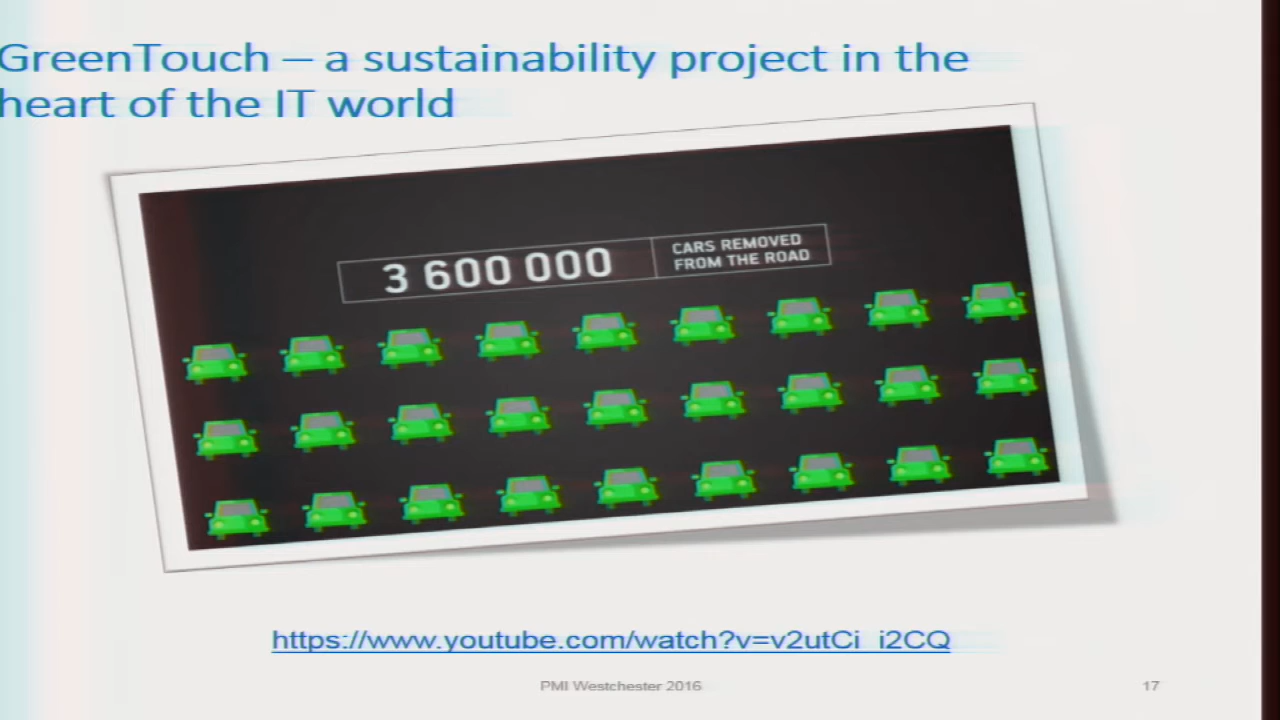 GreenTouch – a sustainability project in the
heart of the IT world
3 600 000
CARS REMOVED
FROM THE ROAD
https://www.youtube.com/watch?v=v2utCi_i2CQ
PMI Westchester 2016
17